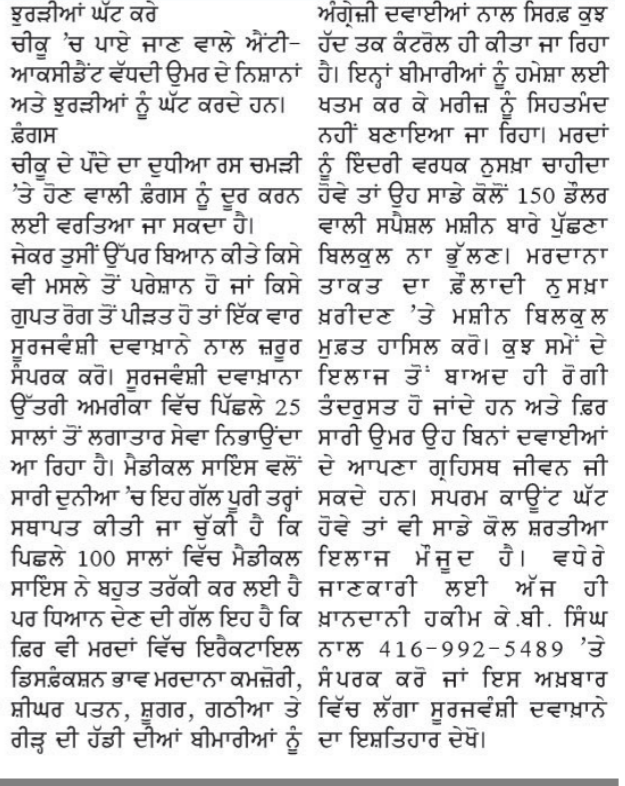 ਝੁਰੜੀਆਂ ਘੱਟ ਕਰੇ
ਚੀਕੂ ’ਚ ਪਾਏ ਜਾਣ ਵਾਲੇ ਐਂਟੀ-
ਆਕਸੀਡੈਂਟ ਵੱਧਦੀ ਉਮਰ ਦੇ ਨਿਸ਼ਾਨਾਂ
ਅਤੇ ਝੁਰੜੀਆਂ ਨੂੰ ਘੱਟ ਕਰਦੇ ਹਨ।
ਫ਼ੰਗਸ
ਚੀਕੂ ਦੇ ਪੌਦੇ ਦਾ ਦੁਧੀਆ ਰਸ ਚਮੜੀ
’ਤੇ ਹੋਣ ਵਾਲੀ ਫ਼ੰਗਸ ਨੂੰ ਦੂਰ ਕਰਨ
ਲਈ ਵਰਤਿਆ ਜਾ ਸਕਦਾ ਹੈ।
ਜੇਕਰ ਤੁਸੀਂ ਉੱਪਰ ਬਿਆਨ ਕੀਤੇ ਕਿਸੇ
ਵੀ ਮਸਲੇ ਤੋਂ ਪਰੇਸ਼ਾਨ ਹੋ ਜਾਂ ਕਿਸੇ
ਗੁਪਤ ਰੋਗ ਤੋਂ ਪੀੜਤ ਹੋ ਤਾਂ ਇੱਕ ਵਾਰ
ਸੂਰਜਵੰਸ਼ੀ ਦਵਾਖ਼ਾਨੇ ਨਾਲ ਜ਼ਰੂਰ
ਸੰਪਰਕ ਕਰੋ। ਸੂਰਜਵੰਸ਼ੀ ਦਵਾਖ਼ਾਨਾ
ਉੱਤਰੀ ਅਮਰੀਕਾ ਵਿੱਚ ਪਿੱਛਲੇ 25
ਸਾਲਾਂ ਤੋਂ ਲਗਾਤਾਰ ਸੇਵਾ ਨਿਭਾਉਂਦਾ
ਆ ਰਿਹਾ ਹੈ। ਮੈਡੀਕਲ ਸਾਇੰਸ ਵਲੋਂ
ਸਾਰੀ ਦੁਨੀਆ ’ਚ ਇਹ ਗੱਲ ਪੂਰੀ ਤਰ੍ਹਾਂ
ਸਥਾਪਤ ਕੀਤੀ ਜਾ ਚੁੱਕੀ ਹੈ ਕਿ
ਪਿਛਲੇ 100 ਸਾਲਾਂ ਵਿੱਚ ਮੈਡੀਕਲ
ਸਾਇੰਸ ਨੇ ਬਹੁਤ ਤਰੱਕੀ ਕਰ ਲਈ ਹੈ
ਪਰ ਧਿਆਨ ਦੇਣ ਦੀ ਗੱਲ ਇਹ ਹੈ ਕਿ
ਫ਼ਿਰ ਵੀ ਮਰਦਾਂ ਵਿੱਚ ਇਰੈਕਟਾਇਲ
ਡਿਸਫ਼ੰਕਸ਼ਨ ਭਾਵ ਮਰਦਾਨਾ ਕਮਜ਼ੋਰੀ,
ਸ਼ੀਘਰ ਪਤਨ, ਸ਼ੂਗਰ, ਗਠੀਆ ਤੇ
ਰੀੜ੍ਹ ਦੀ ਹੱਡੀ ਦੀਆਂ ਬੀਮਾਰੀਆਂ ਨੂੰ
ਅੰਗ੍ਰੇਜ਼ੀ ਦਵਾਈਆਂ ਨਾਲ ਸਿਰਫ਼ ਕੁਝ
ਹੱਦ ਤਕ ਕੰਟਰੋਲ ਹੀ ਕੀਤਾ ਜਾ ਰਿਹਾ
ਹੈ। ਇਨ੍ਹਾਂ ਬੀਮਾਰੀਆਂ ਨੂੰ ਹਮੇਸ਼ਾ ਲਈ
ਖਤਮ ਕਰ ਕੇ ਮਰੀਜ਼ ਨੂੰ ਸਿਹਤਮੰਦ
ਨਹੀਂ ਬਣਾਇਆ ਜਾ ਰਿਹਾ। ਮਰਦਾਂ
ਨੂੰ ਇੰਦਰੀ ਵਰਧਕ ਨੁਸਖ਼ਾ ਚਾਹੀਦਾ
ਹੋਵੇ ਤਾਂ ਉਹ ਸਾਡੇ ਕੋਲੋਂ 150 ਡੌਲਰ
ਵਾਲੀ ਸਪੈਸ਼ਲ ਮਸ਼ੀਨ ਬਾਰੇ ਪੁੱਛਣਾ
ਬਿਲਕੁਲ ਨਾ ਭੁੱਲਣ। ਮਰਦਾਨਾ
ਤਾਕਤ ਦਾ ਫ਼ੌਲਾਦੀ ਨੁਸਖ਼ਾ
ਖ਼ਰੀਦਣ ’ਤੇ ਮਸ਼ੀਨ ਬਿਲਕੁਲ
ਮੁਫ਼ਤ ਹਾਸਿਲ ਕਰੋ। ਕੁਝ ਸਮੇਂ ਦੇ
ਇਲਾਜ ਤੋਂ ਬਾਅਦ ਹੀ ਰੋਗੀ
ਤੰਦਰੁਸਤ ਹੋ ਜਾਂਦੇ ਹਨ ਅਤੇ ਫ਼ਿਰ
ਸਾਰੀ ਉਮਰ ਉਹ ਬਿਨਾਂ ਦਵਾਈਆਂ
ਦੇ ਆਪਣਾ ਗ੍ਰਹਿਸਥ ਜੀਵਨ ਜੀ
ਸਕਦੇ ਹਨ। ਸਪਰਮ ਕਾਊਂਟ ਘੱਟ
ਹੋਵੇ ਤਾਂ ਵੀ ਸਾਡੇ ਕੋਲ ਸ਼ਰਤੀਆ
ਇਲਾਜ ਮੌਜੂਦ ਹੈ। ਵਧੇਰੇ
ਜਾਣਕਾਰੀ ਲਈ ਅੱਜ ਹੀ
ਖ਼ਾਨਦਾਨੀ ਹਕੀਮ ਕੇ.ਬੀ. ਸਿੰਘ
ਨਾਲ 416-992-5489 ’ਤੇ
ਸੰਪਰਕ ਕਰੋ ਜਾਂ ਇਸ ਅਖ਼ਬਾਰ
ਵਿੱਚ ਲੱਗਾ ਸੂਰਜਵੰਸ਼ੀ ਦਵਾਖ਼ਾਨੇ
ਦਾ ਇਸ਼ਤਿਹਾਰ ਦੇਖੋ।